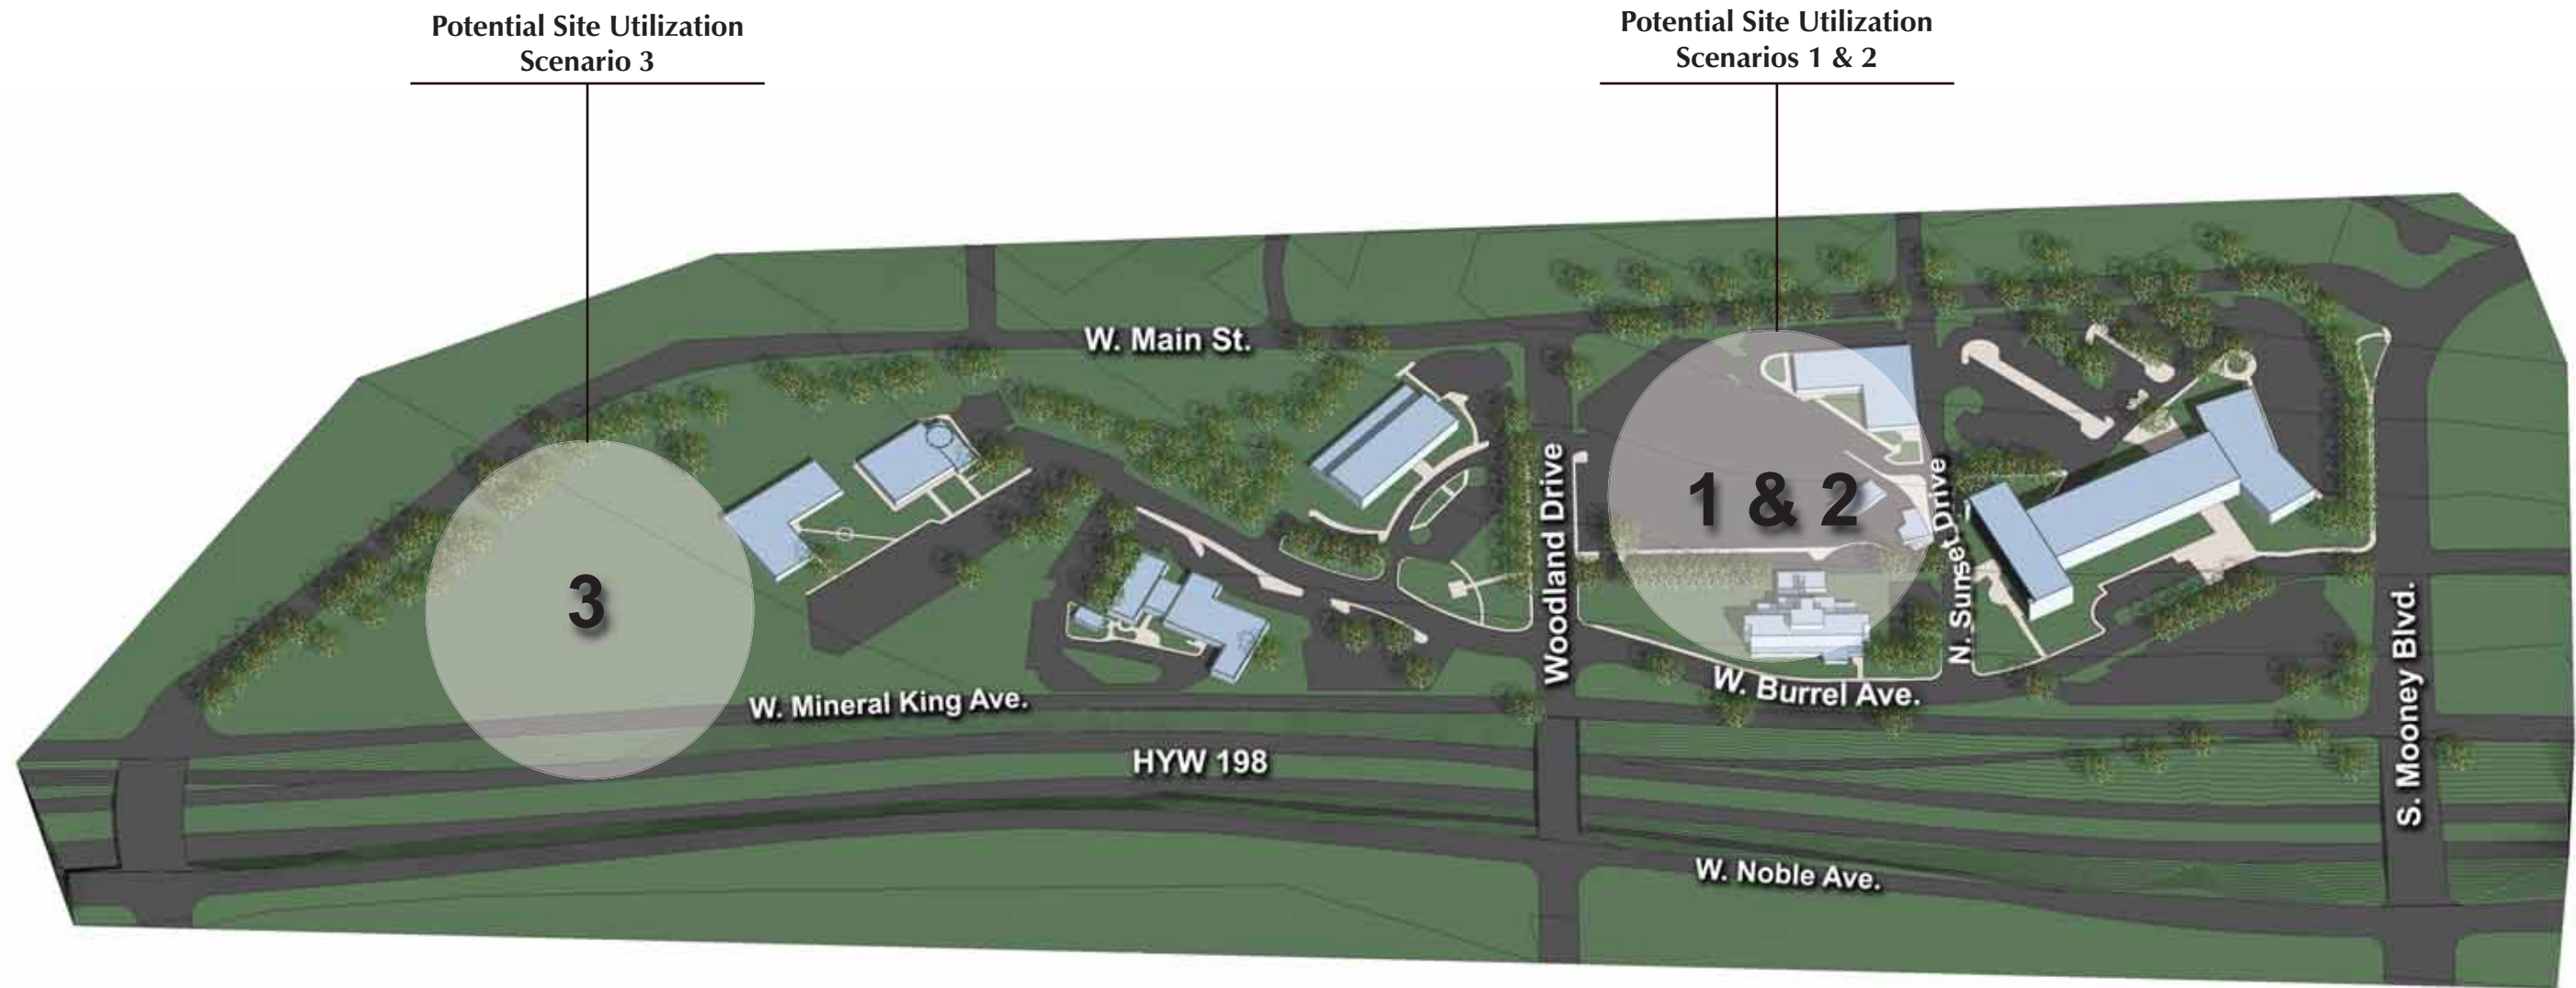 Potential Site Utilization
Scenario 3
Potential Site Utilization
Scenarios 1 & 2
W. Main St.
Woodland Drive
1 & 2
N. Sunset Drive
3
W. Mineral King Ave.
W. Burrel Ave.
S. Mooney Blvd.
HYW 198
W. Noble Ave.